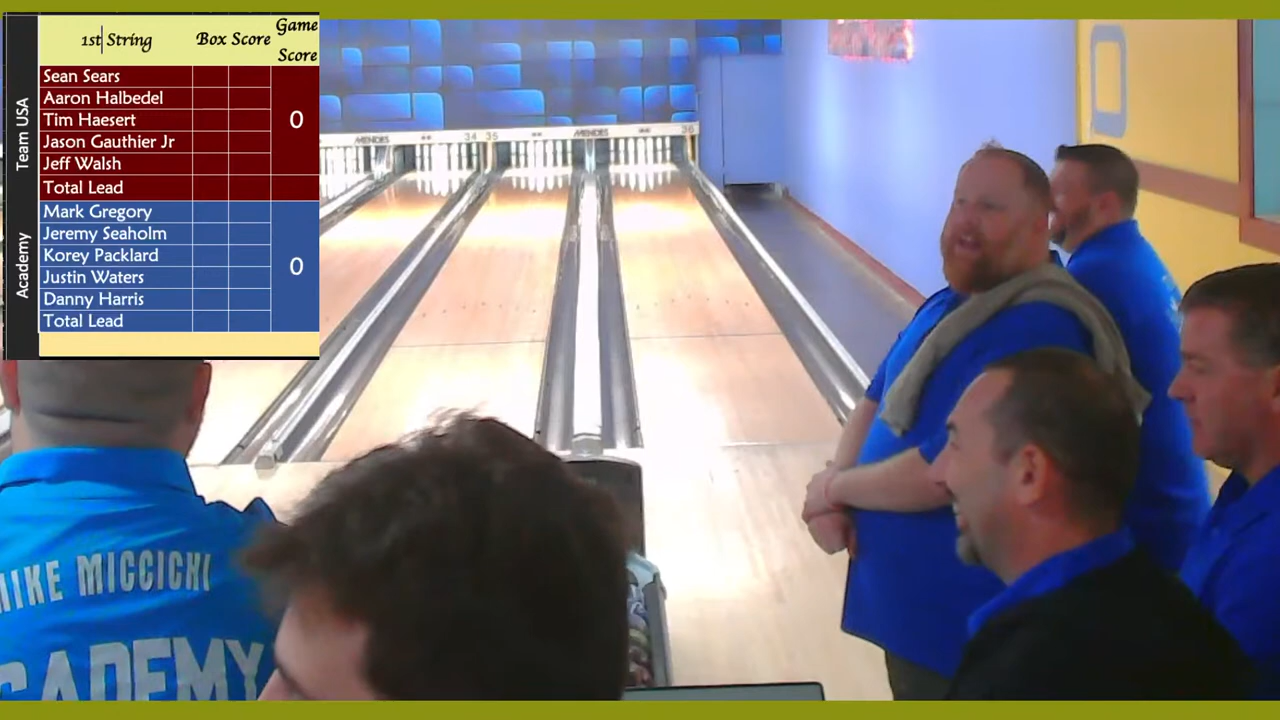 1st String Box Score Game Score
Team USA
Sean Sears
Aaron Halbedel
Tim Haesert
Jason Gauthier Jr
Jeff Walsh
Total Lead
0
Academy
Mark Gregory
Jeremy Seaholm
Korey Packlard
Justin Waters
Danny Harris
Total Lead
0
MENDES 34 35 MENDES 36
MIKE MICCICHI
ACADEMY